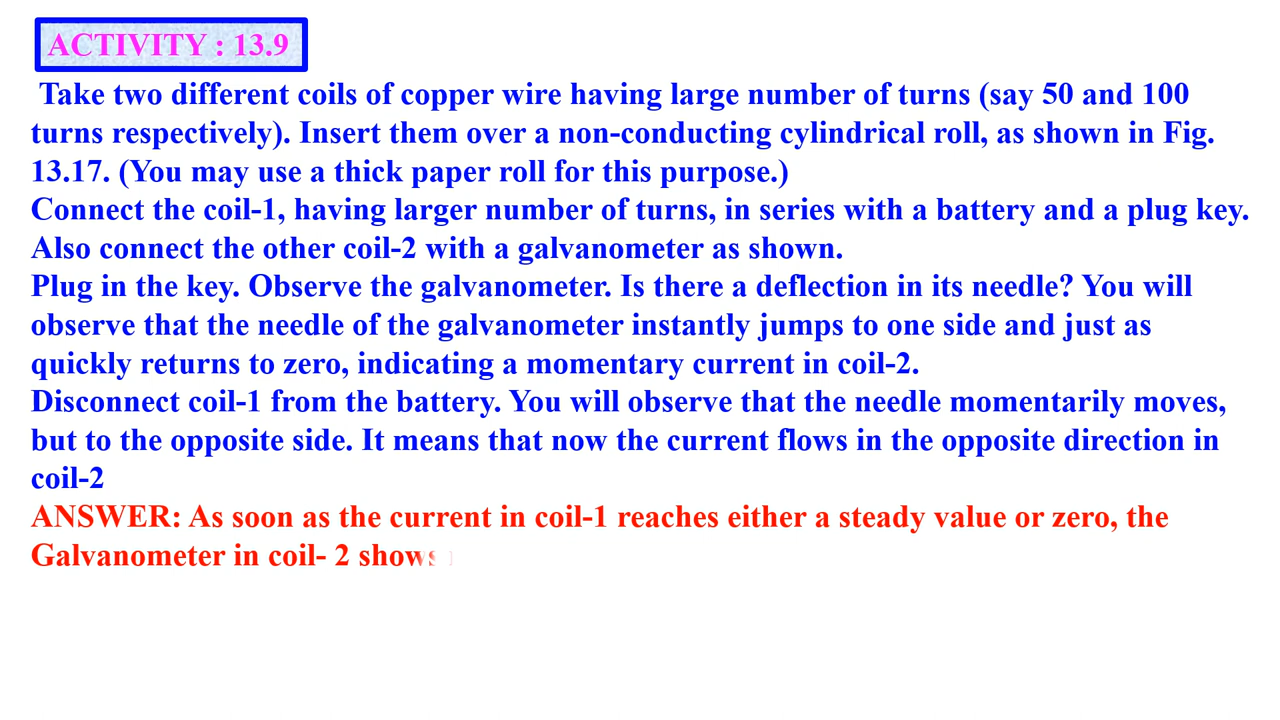 ACTIVITY : 13.9
Take two different coils of copper wire having large number of turns (say 50 and 100
turns respectively). Insert them over a non-conducting cylindrical roll, as shown in Fig.
13.17. (You may use a thick paper roll for this purpose.)
Connect the coil-1, having larger number of turns, in series with a battery and a plug key.
Also connect the other coil-2 with a galvanometer as shown.
Plug in the key. Observe the galvanometer. Is there a deflection in its needle? You will
observe that the needle of the galvanometer instantly jumps to one side and just as
quickly returns to zero, indicating a momentary current in coil-2.
Disconnect coil-1 from the battery. You will observe that the needle momentarily moves,
but to the opposite side. It means that now the current flows in the opposite direction in
coil-2
ANSWER: As soon as the current in coil-1 reaches either a steady value or zero, the
Galvanometer in coil- 2 shows